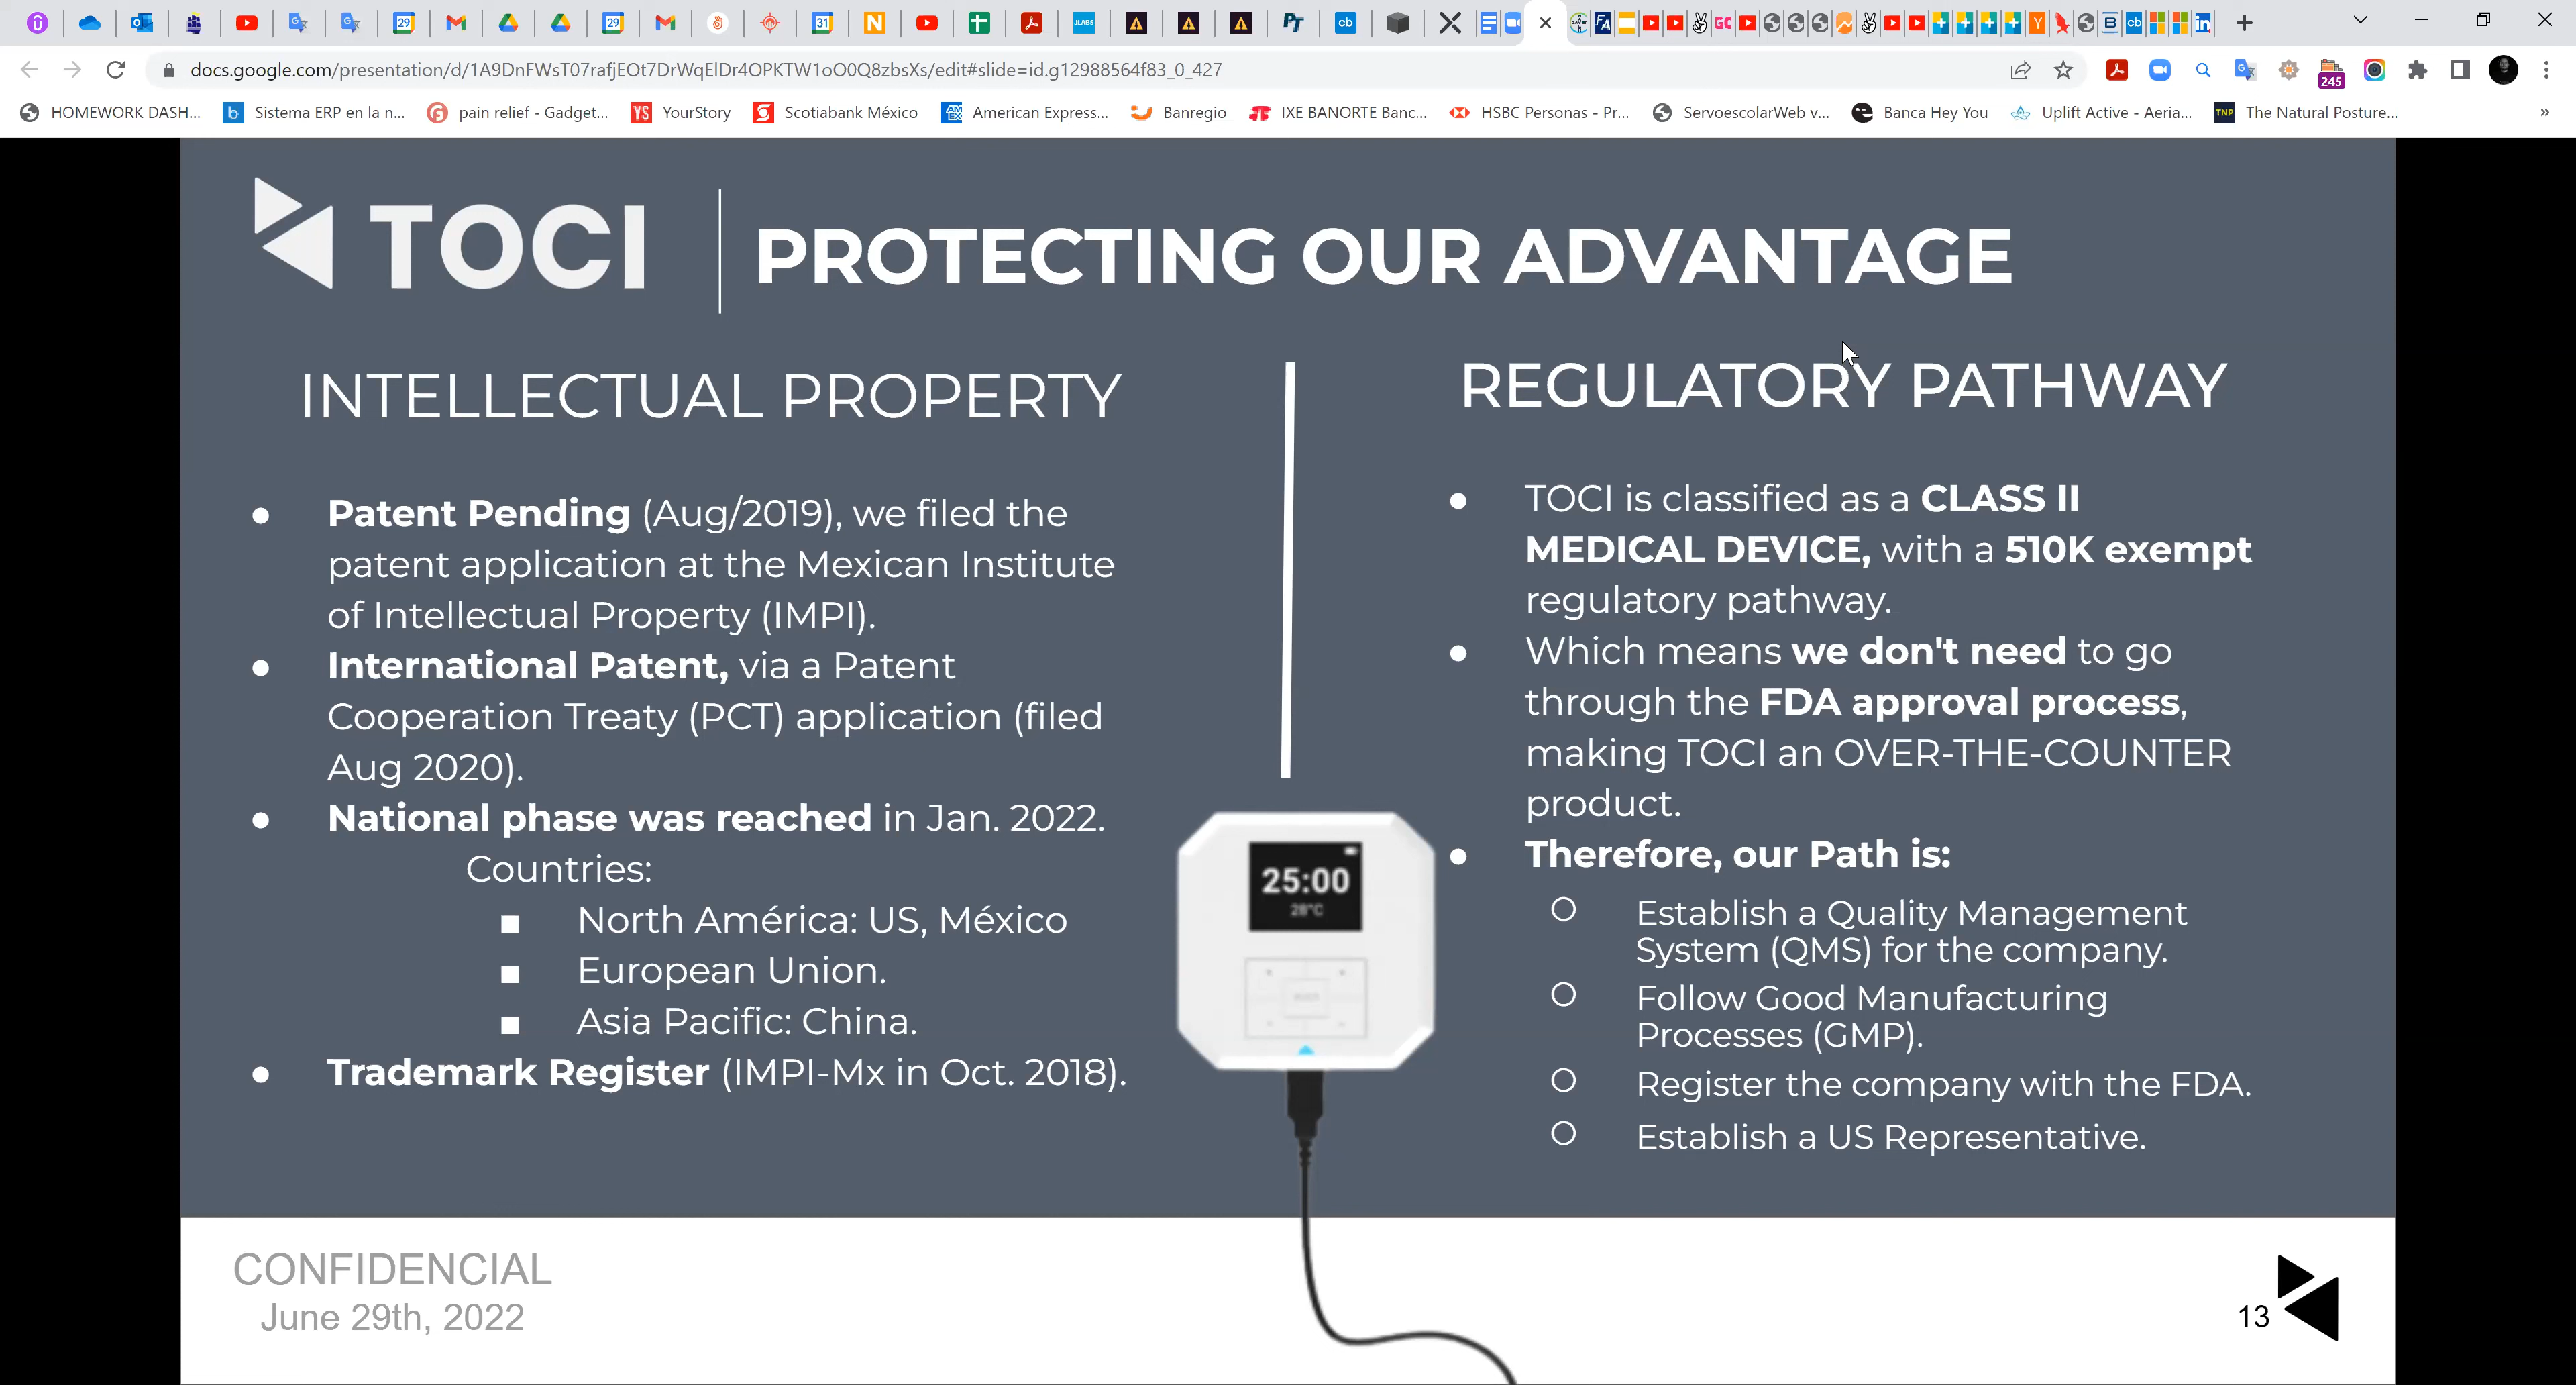 docs.google.com/presentation/d/1A9DnFWsT07rafjEOt7DrWqElDr4OPKTW1oO0Q8zbsXs/edit#slide=id.g12988564f83_0_427
245
HOMEWORK DASH...
Sistema ERP en la n...
pain relief - Gadget...
YourStory
Scotiabank México
American Express...
Banregio
IXE BANORTE Banc...
HSBC Personas - Pr...
ServoescolarWeb v...
Banca Hey You
Uplift Active - Aeria...
The Natural Posture...
TOCI
PROTECTING OUR ADVANTAGE
INTELLECTUAL PROPERTY
● Patent Pending (Aug/2019), we filed the
patent application at the Mexican Institute
of Intellectual Property (IMPI).
● International Patent, via a Patent
Cooperation Treaty (PCT) application (filed
Aug 2020).
● National phase was reached in Jan. 2022.
Countries:
■ North América: US, México
■ European Union.
■ Asia Pacific: China.
● Trademark Register (IMPI-Mx in Oct. 2018).
25:00
28°C
REGULATORY PATHWAY
● TOCI is classified as a CLASS II
MEDICAL DEVICE, with a 510K exempt
regulatory pathway.
● Which means we don't need to go
through the FDA approval process,
making TOCI an OVER-THE-COUNTER
product.
● Therefore, our Path is:
○ Establish a Quality Management
System (QMS) for the company.
○ Follow Good Manufacturing
Processes (GMP).
○ Register the company with the FDA.
○ Establish a US Representative.
CONFIDENCIAL
June 29th, 2022
13